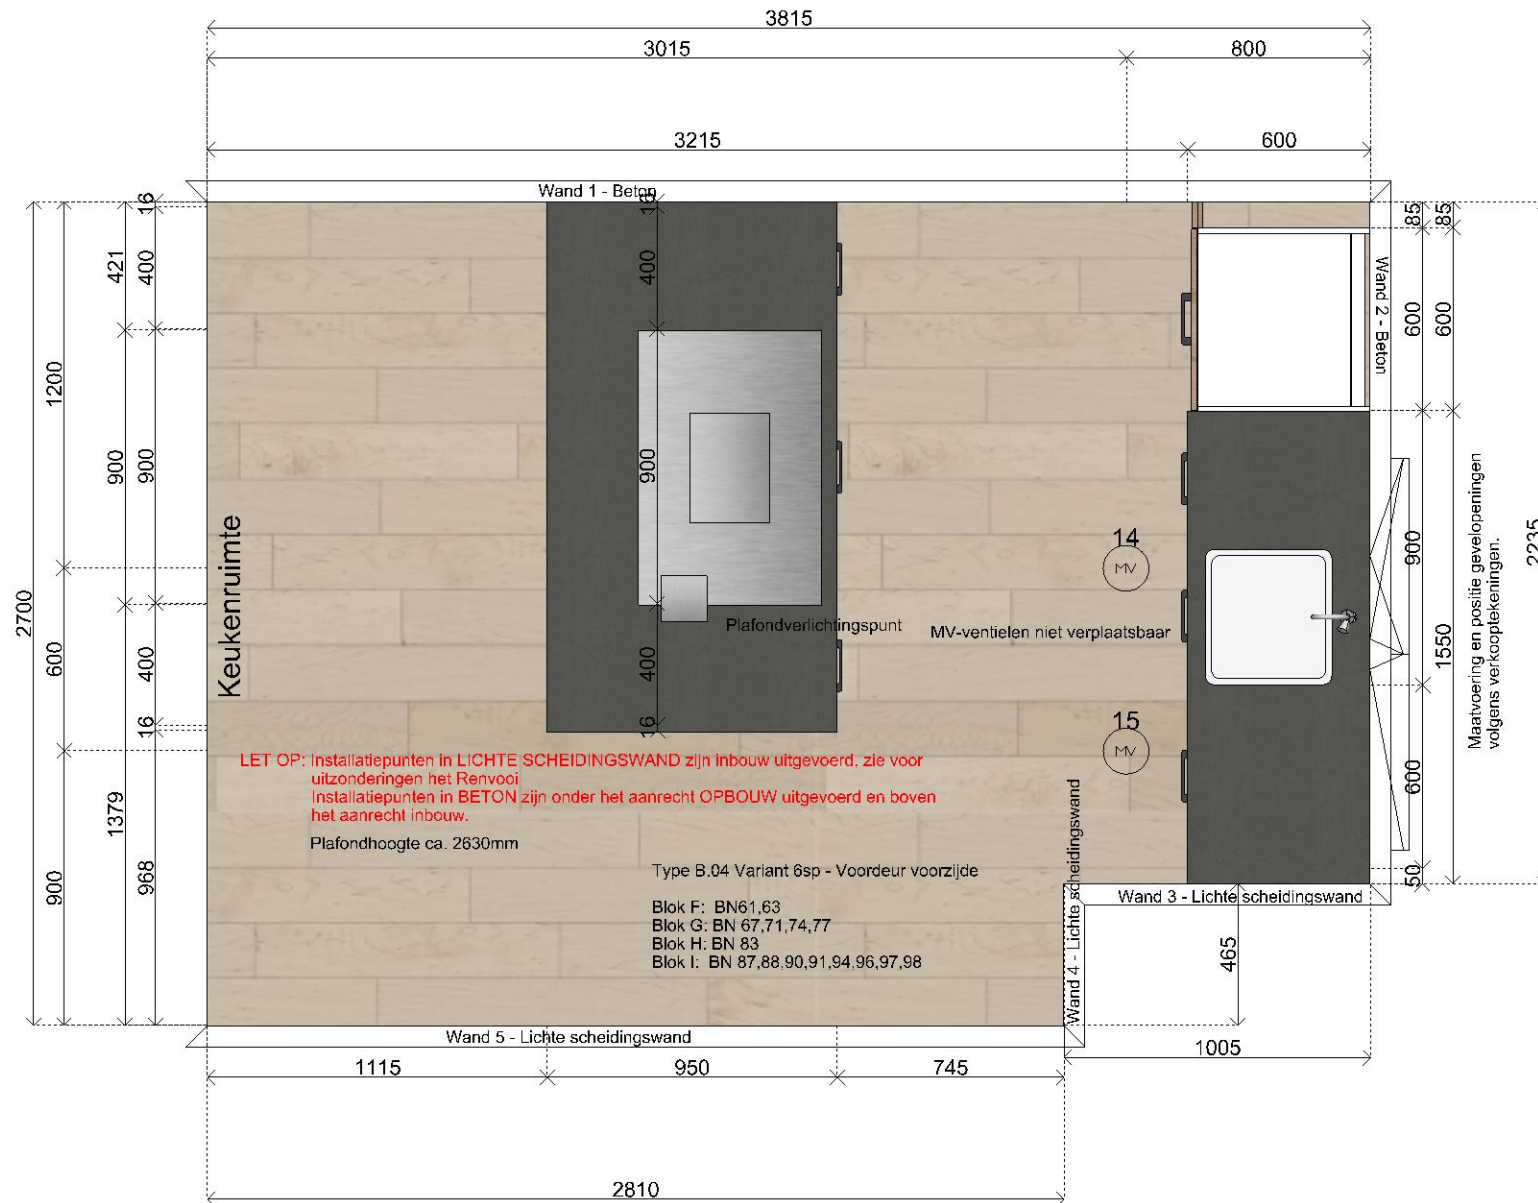 3815
3015
800
3215
600
Wand 1 - Beton
16
400
421
1200
900
900
2700
600
400
16
1379
968
900
16
400
900
400
16
85
85
600
600
Wand 2 - Beton
900
1550
600
50
2235
Maatvoering en positie gevelopeningen
volgens verkooptekeningen.
Keukenruimte
14
MV
Plafondverlichtingspunt
MV-ventielen niet verplaatsbaar
15
MV
LET OP: Installatiepunten in LICHTE SCHEIDINGSWAND zijn inbouw uitgevoerd, zie voor
uitzonderingen het Renvooi
Installatiepunten in BETON zijn onder het aanrecht OPBOUW uitgevoerd en boven
het aanrecht inbouw.
Plafondhoogte ca. 2630mm
Type B.04 Variant 6sp - Voordeur voorzijde
Blok F: BN61,63
Blok G: BN 67,71,74,77
Blok H: BN 83
Blok I: BN 87,88,90,91,94,96,97,98
Wand 4 - Lichte scheidingswand
Wand 3 - Lichte scheidingswand
465
Wand 5 - Lichte scheidingswand
1005
1115
950
745
2810